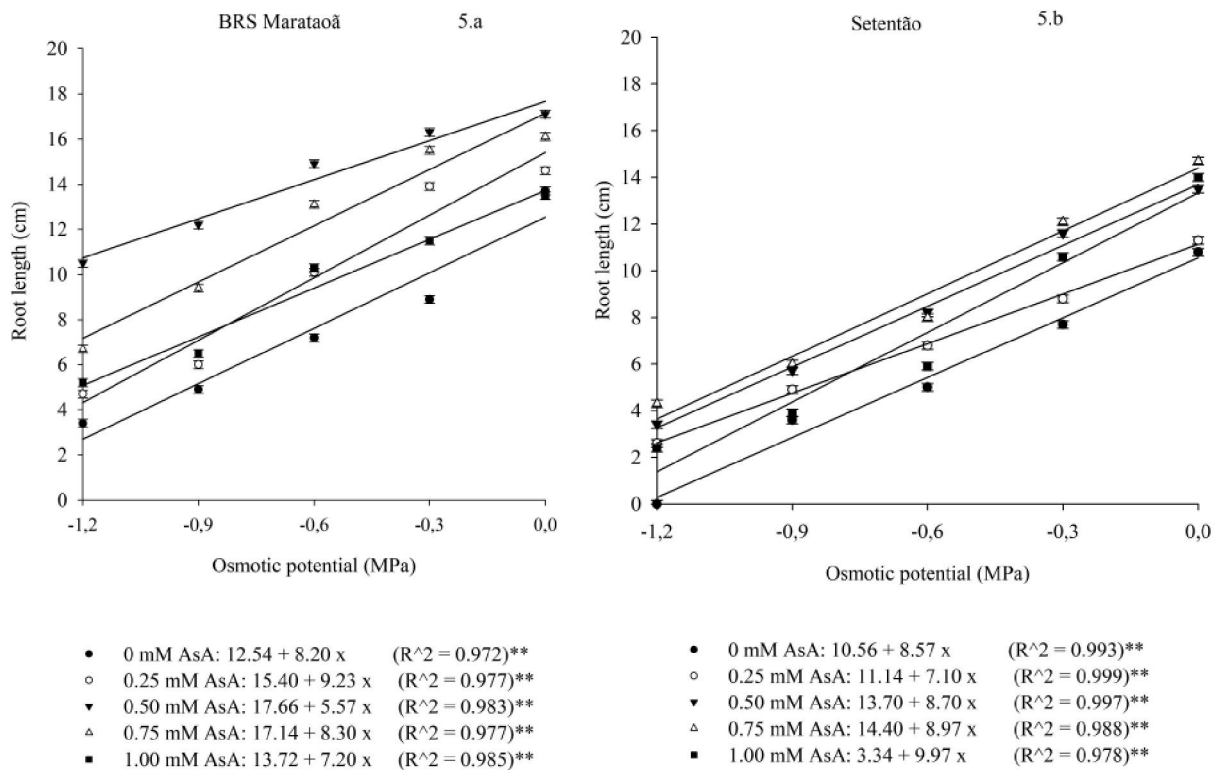 BRS Marataoã 5.a
20
18
16
14
12
10
8
6
4
2
0
Root length (cm)
-1,2 -0,9 -0,6 -0,3 0,0
Osmotic potential (MPa)
● 0 mM AsA: 12.54 + 8.20 x (R^2 = 0.972)**
○ 0.25 mM AsA: 15.40 + 9.23 x (R^2 = 0.977)**
▼ 0.50 mM AsA: 17.66 + 5.57 x (R^2 = 0.983)**
△ 0.75 mM AsA: 17.14 + 8.30 x (R^2 = 0.977)**
■ 1.00 mM AsA: 13.72 + 7.20 x (R^2 = 0.985)**
Setentão 5.b
20
18
16
14
12
10
8
6
4
2
0
Root length (cm)
-1,2 -0,9 -0,6 -0,3 0,0
Osmotic potential (MPa)
● 0 mM AsA: 10.56 + 8.57 x (R^2 = 0.993)**
○ 0.25 mM AsA: 11.14 + 7.10 x (R^2 = 0.999)**
▼ 0.50 mM AsA: 13.70 + 8.70 x (R^2 = 0.997)**
△ 0.75 mM AsA: 14.40 + 8.97 x (R^2 = 0.988)**
■ 1.00 mM AsA: 3.34 + 9.97 x (R^2 = 0.978)**